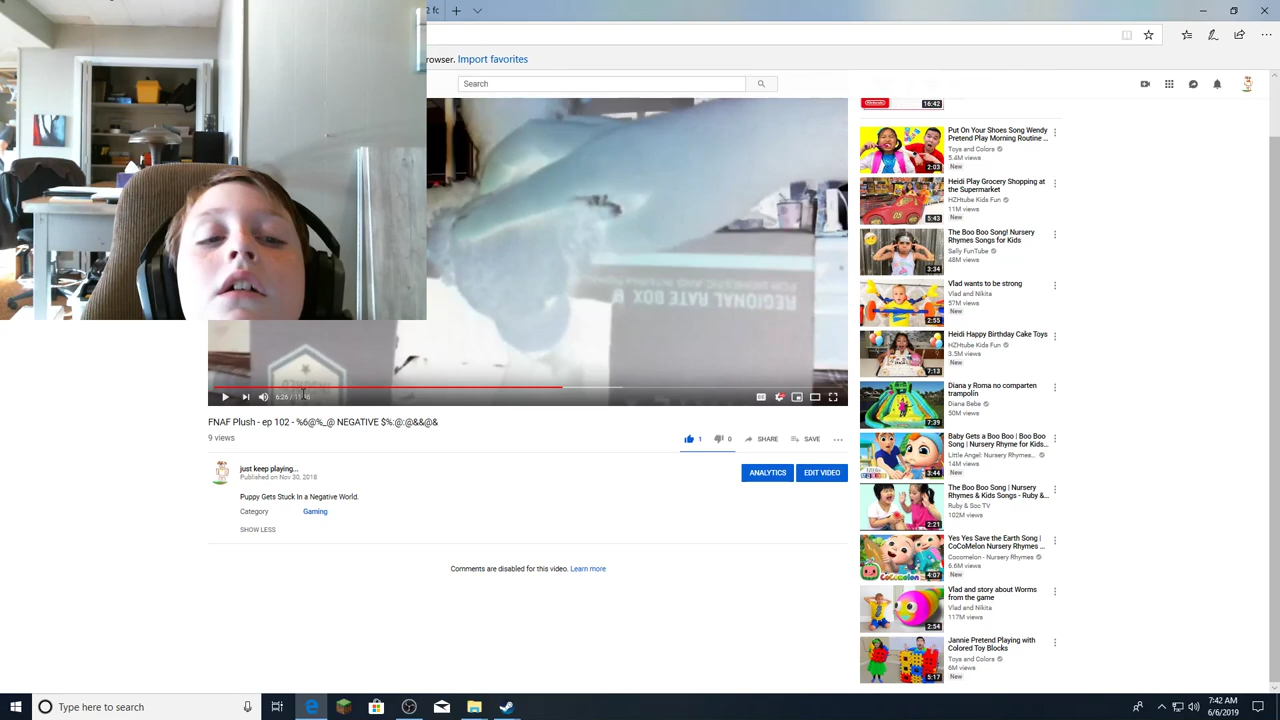 rowser. Import favorites
Search
FNAF Plush - ep 102 - %6@%_@ NEGATIVE $%:@:@&&@&
9 views
1
0
SHARE
SAVE
6:26 / 11
just keep playing...
Published on Nov 30, 2018
ANALYTICS
EDIT VIDEO
Puppy Gets Stuck In a Negative World.
Category
Gaming
SHOW LESS
Comments are disabled for this video. Learn more
Nintendo
16:42
Put On Your Shoes Song Wendy
Pretend Play Morning Routine ...
Toys and Colors
5.4M views
New
2:03
Heidi Play Grocery Shopping at
the Supermarket
HZHtube Kids Fun
11M views
New
5:43
The Boo Boo Song! Nursery
Rhymes Songs for Kids
Sally FunTube
48M views
3:34
Vlad wants to be strong
Vlad and Nikita
57M views
New
2:55
Heidi Happy Birthday Cake Toys
HZHtube Kids Fun
3.5M views
7:13
Diana y Roma no comparten
trampolín
Diana Bebe
50M views
7:39
Baby Gets a Boo Boo | Boo Boo
Song | Nursery Rhyme for Kids...
Little Angel: Nursery Rhymes...
14M views
New
3:44
The Boo Boo Song | Nursery
Rhymes & Kids Songs - Ruby &...
Ruby & Soc TV
102M views
2:21
Yes Yes Save the Earth Song |
CoCoMelon Nursery Rhymes ...
Cocomelon - Nursery Rhymes
6.6M views
New
4:07
Vlad and story about Worms
from the game
Vlad and Nikita
117M views
2:54
Jannie Pretend Playing with
Colored Toy Blocks
Toys and Colors
6M views
New
5:17
Type here to search
7:42 AM
6/6/2019